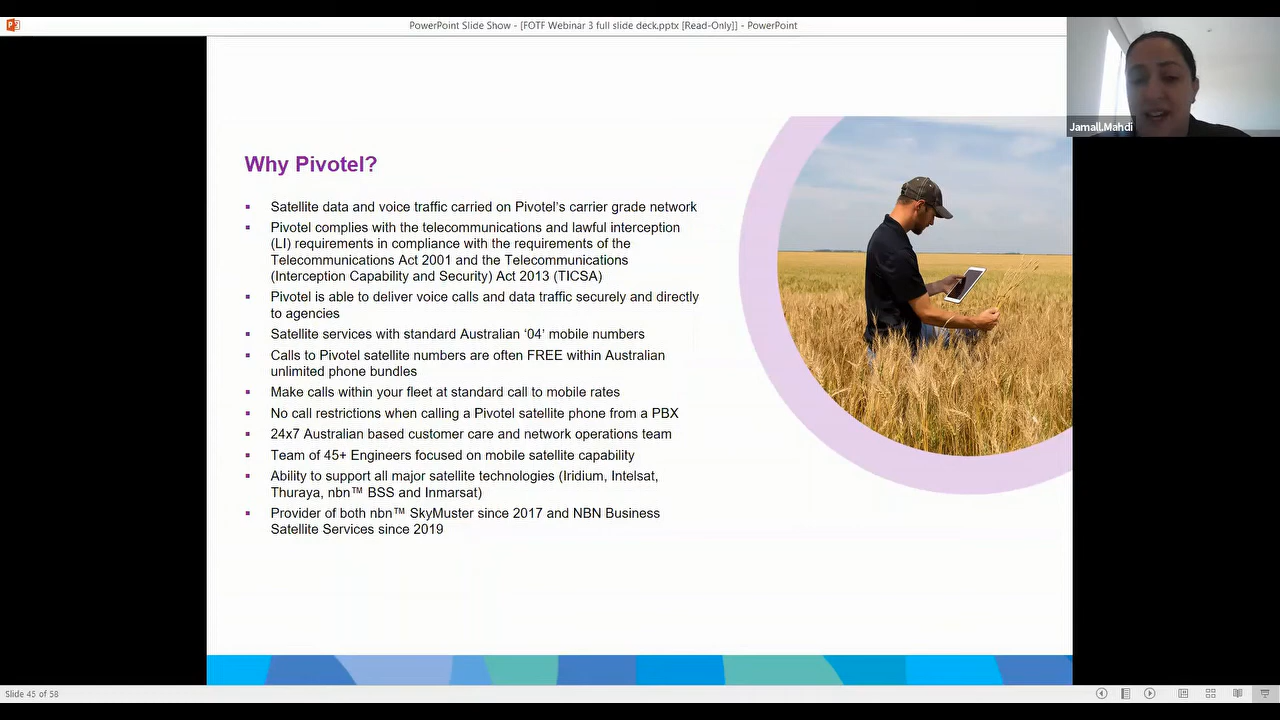 PowerPoint Slide Show - [FOTF Webinar 3 full slide deck.pptx [Read-Only]] - PowerPoint
Jamall.Mahdi
Why Pivotel?
▪ Satellite data and voice traffic carried on Pivotel's carrier grade network
▪ Pivotel complies with the telecommunications and lawful interception
(LI) requirements in compliance with the requirements of the
Telecommunications Act 2001 and the Telecommunications
(Interception Capability and Security) Act 2013 (TICSA)
▪ Pivotel is able to deliver voice calls and data traffic securely and directly
to agencies
▪ Satellite services with standard Australian ‘04’ mobile numbers
▪ Calls to Pivotel satellite numbers are often FREE within Australian
unlimited phone bundles
▪ Make calls within your fleet at standard call to mobile rates
▪ No call restrictions when calling a Pivotel satellite phone from a PBX
▪ 24x7 Australian based customer care and network operations team
▪ Team of 45+ Engineers focused on mobile satellite capability
▪ Ability to support all major satellite technologies (Iridium, Intelsat,
Thuraya, nbn™ BSS and Inmarsat)
▪ Provider of both nbn™ SkyMuster since 2017 and NBN Business
Satellite Services since 2019
Slide 45 of 58